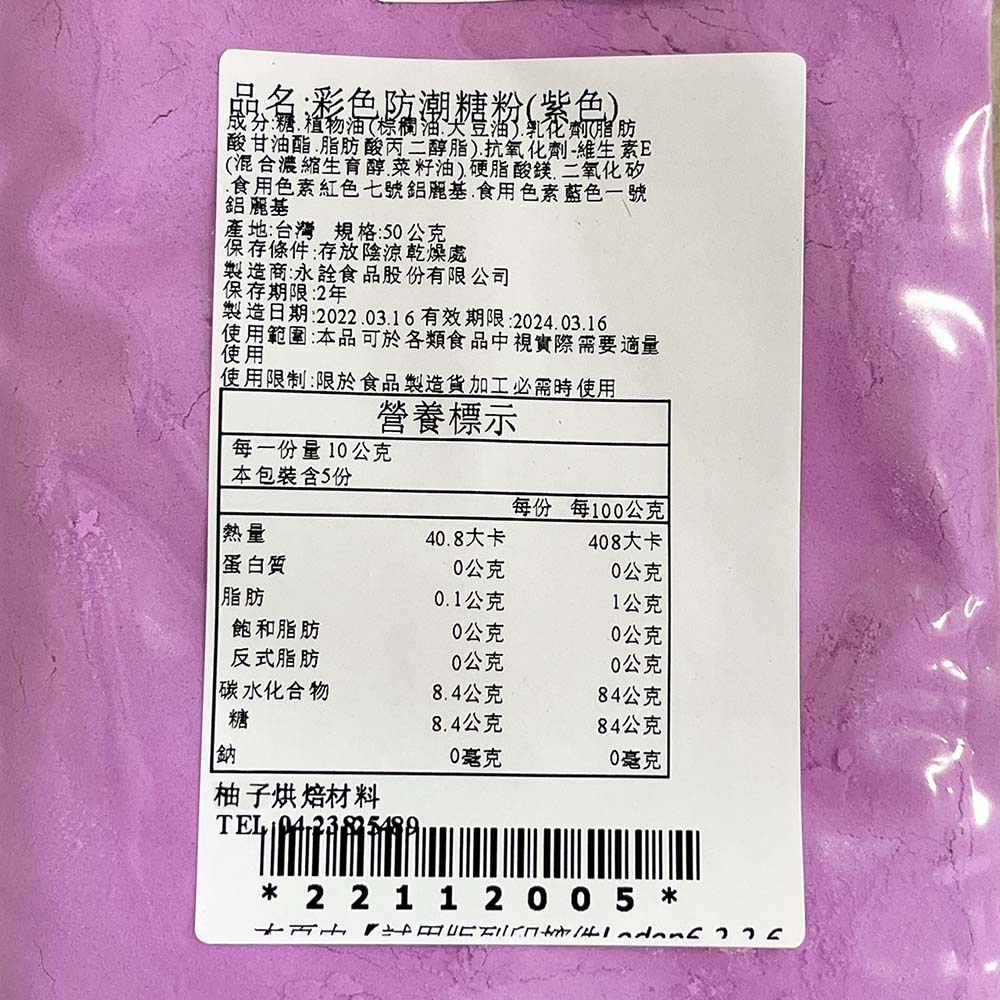 品名:彩色防潮糖粉(紫色)
成分:糖.植物油(棕櫚油.大豆油).乳化劑(脂肪
酸甘油酯.脂肪酸丙二醇脂).抗氧化劑-維生素E
(混合濃縮生育醇.菜籽油).硬脂酸鎂.二氧化矽
.食用色素紅色七號鋁麗基.食用色素藍色一號
鋁麗基
產地:台灣 規格:50公克
保存條件:存放陰涼乾燥處
製造商:永詮食品股份有限公司
保存期限:2年
製造日期:2022.03.16有效期限:2024.03.16
使用範圍:本品可於各類食品中視實際需要適量
使用
使用限制:限於食品製造貨加工必需時使用
營養標示
每一份量10公克
本包裝含5份
每份 每100公克
熱量 40.8大卡 408大卡
蛋白質 0公克 0公克
脂肪 0.1公克 1公克
飽和脂肪 0公克 0公克
反式脂肪 0公克 0公克
碳水化合物 8.4公克 84公克
糖 8.4公克 84公克
鈉 0毫克 0毫克
柚子烘焙材料
TEL:04-23825489
*22112005*